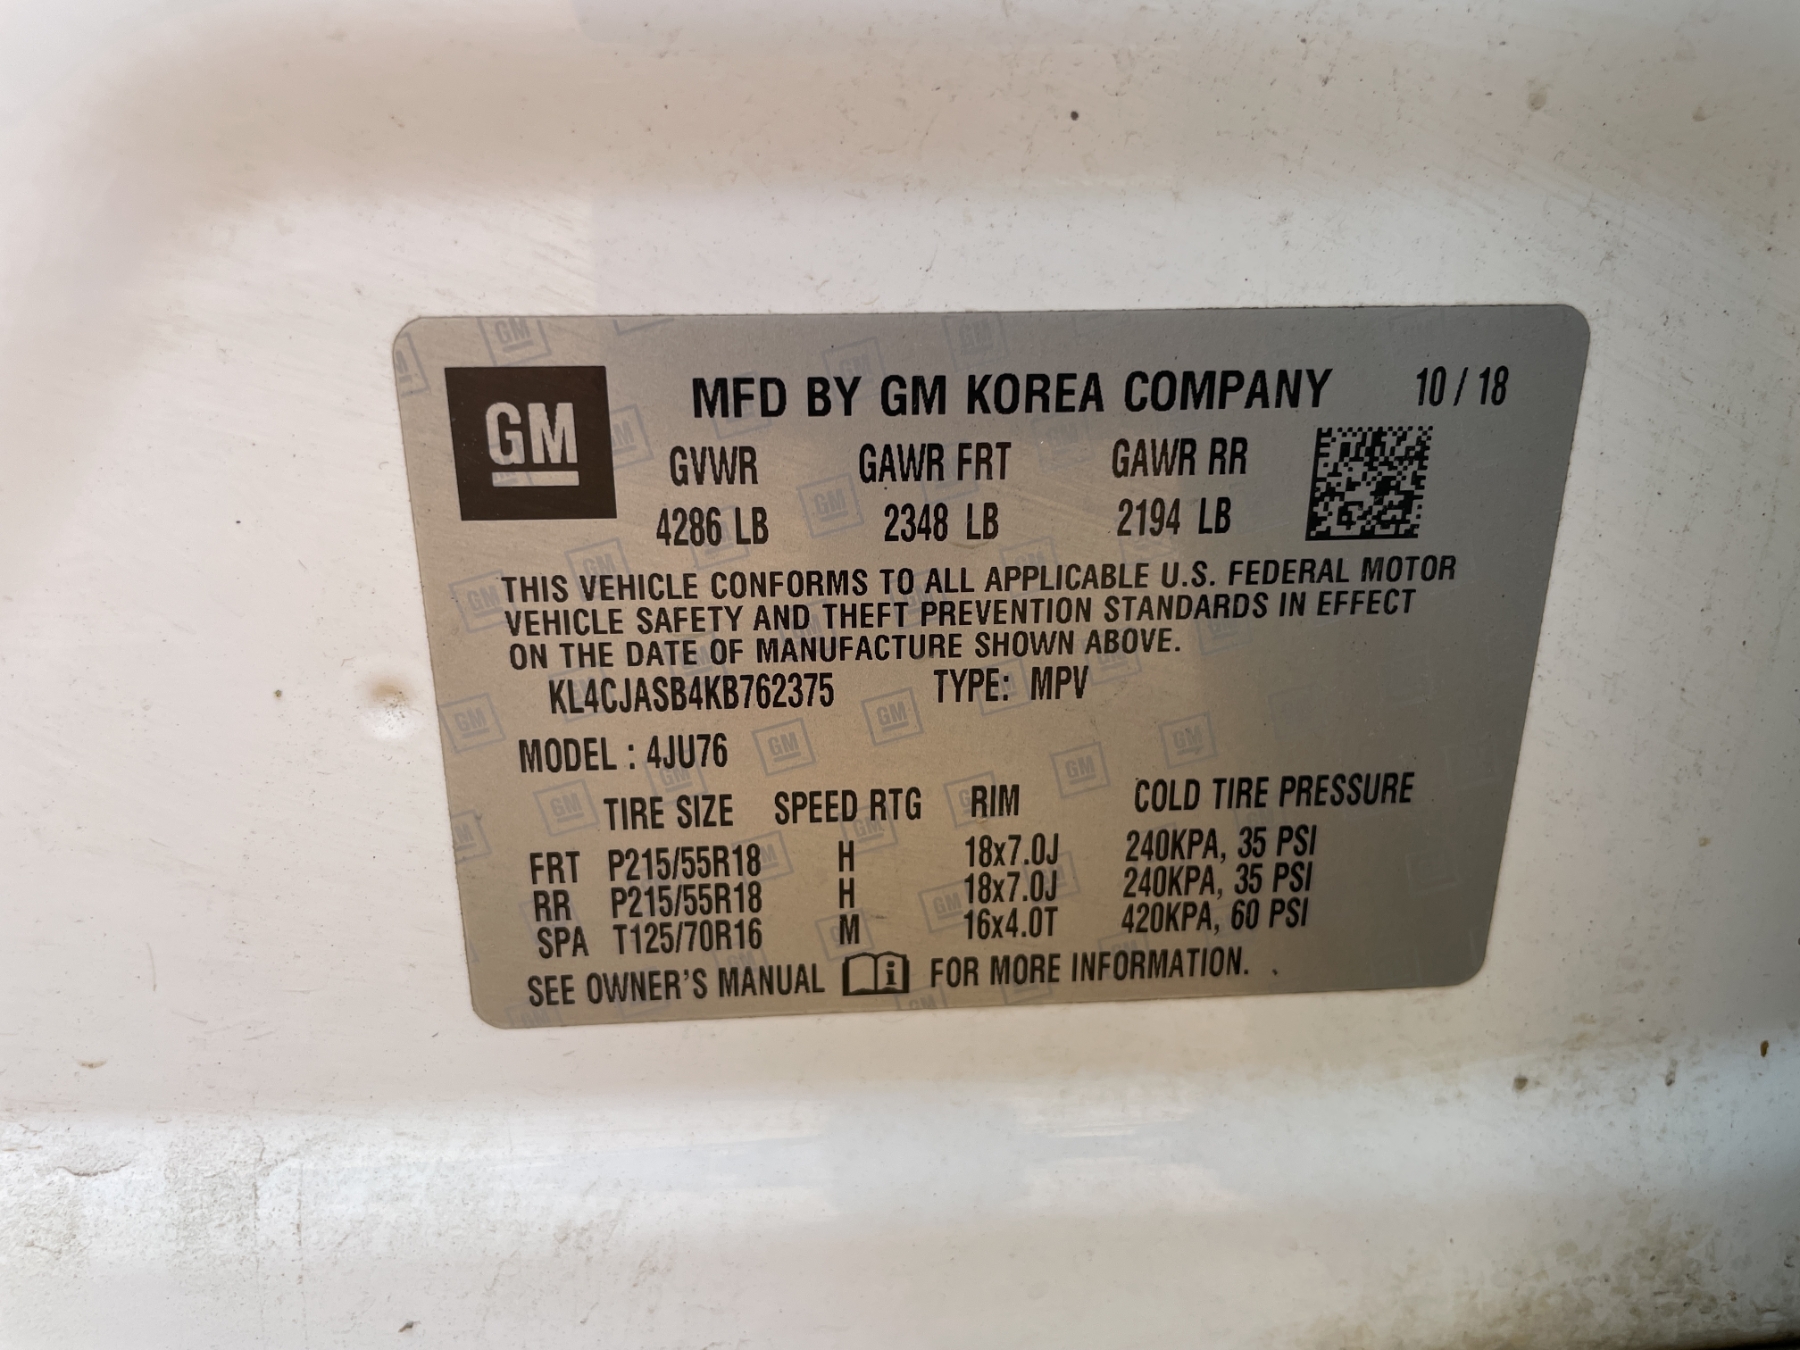 GM
MFD BY GM KOREA COMPANY 10 / 18
GVWR GAWR FRT GAWR RR
4286 LB 2348 LB 2194 LB
THIS VEHICLE CONFORMS TO ALL APPLICABLE U.S. FEDERAL MOTOR
VEHICLE SAFETY AND THEFT PREVENTION STANDARDS IN EFFECT
ON THE DATE OF MANUFACTURE SHOWN ABOVE.
KL4CJASB4KB762375 TYPE: MPV
MODEL : 4JU76
TIRE SIZE SPEED RTG RIM COLD TIRE PRESSURE
FRT P215/55R18 H 18x7.0J 240KPA, 35 PSI
RR P215/55R18 H 18x7.0J 240KPA, 35 PSI
SPA T125/70R16 M 16x4.0T 420KPA, 60 PSI
SEE OWNER'S MANUAL i FOR MORE INFORMATION.